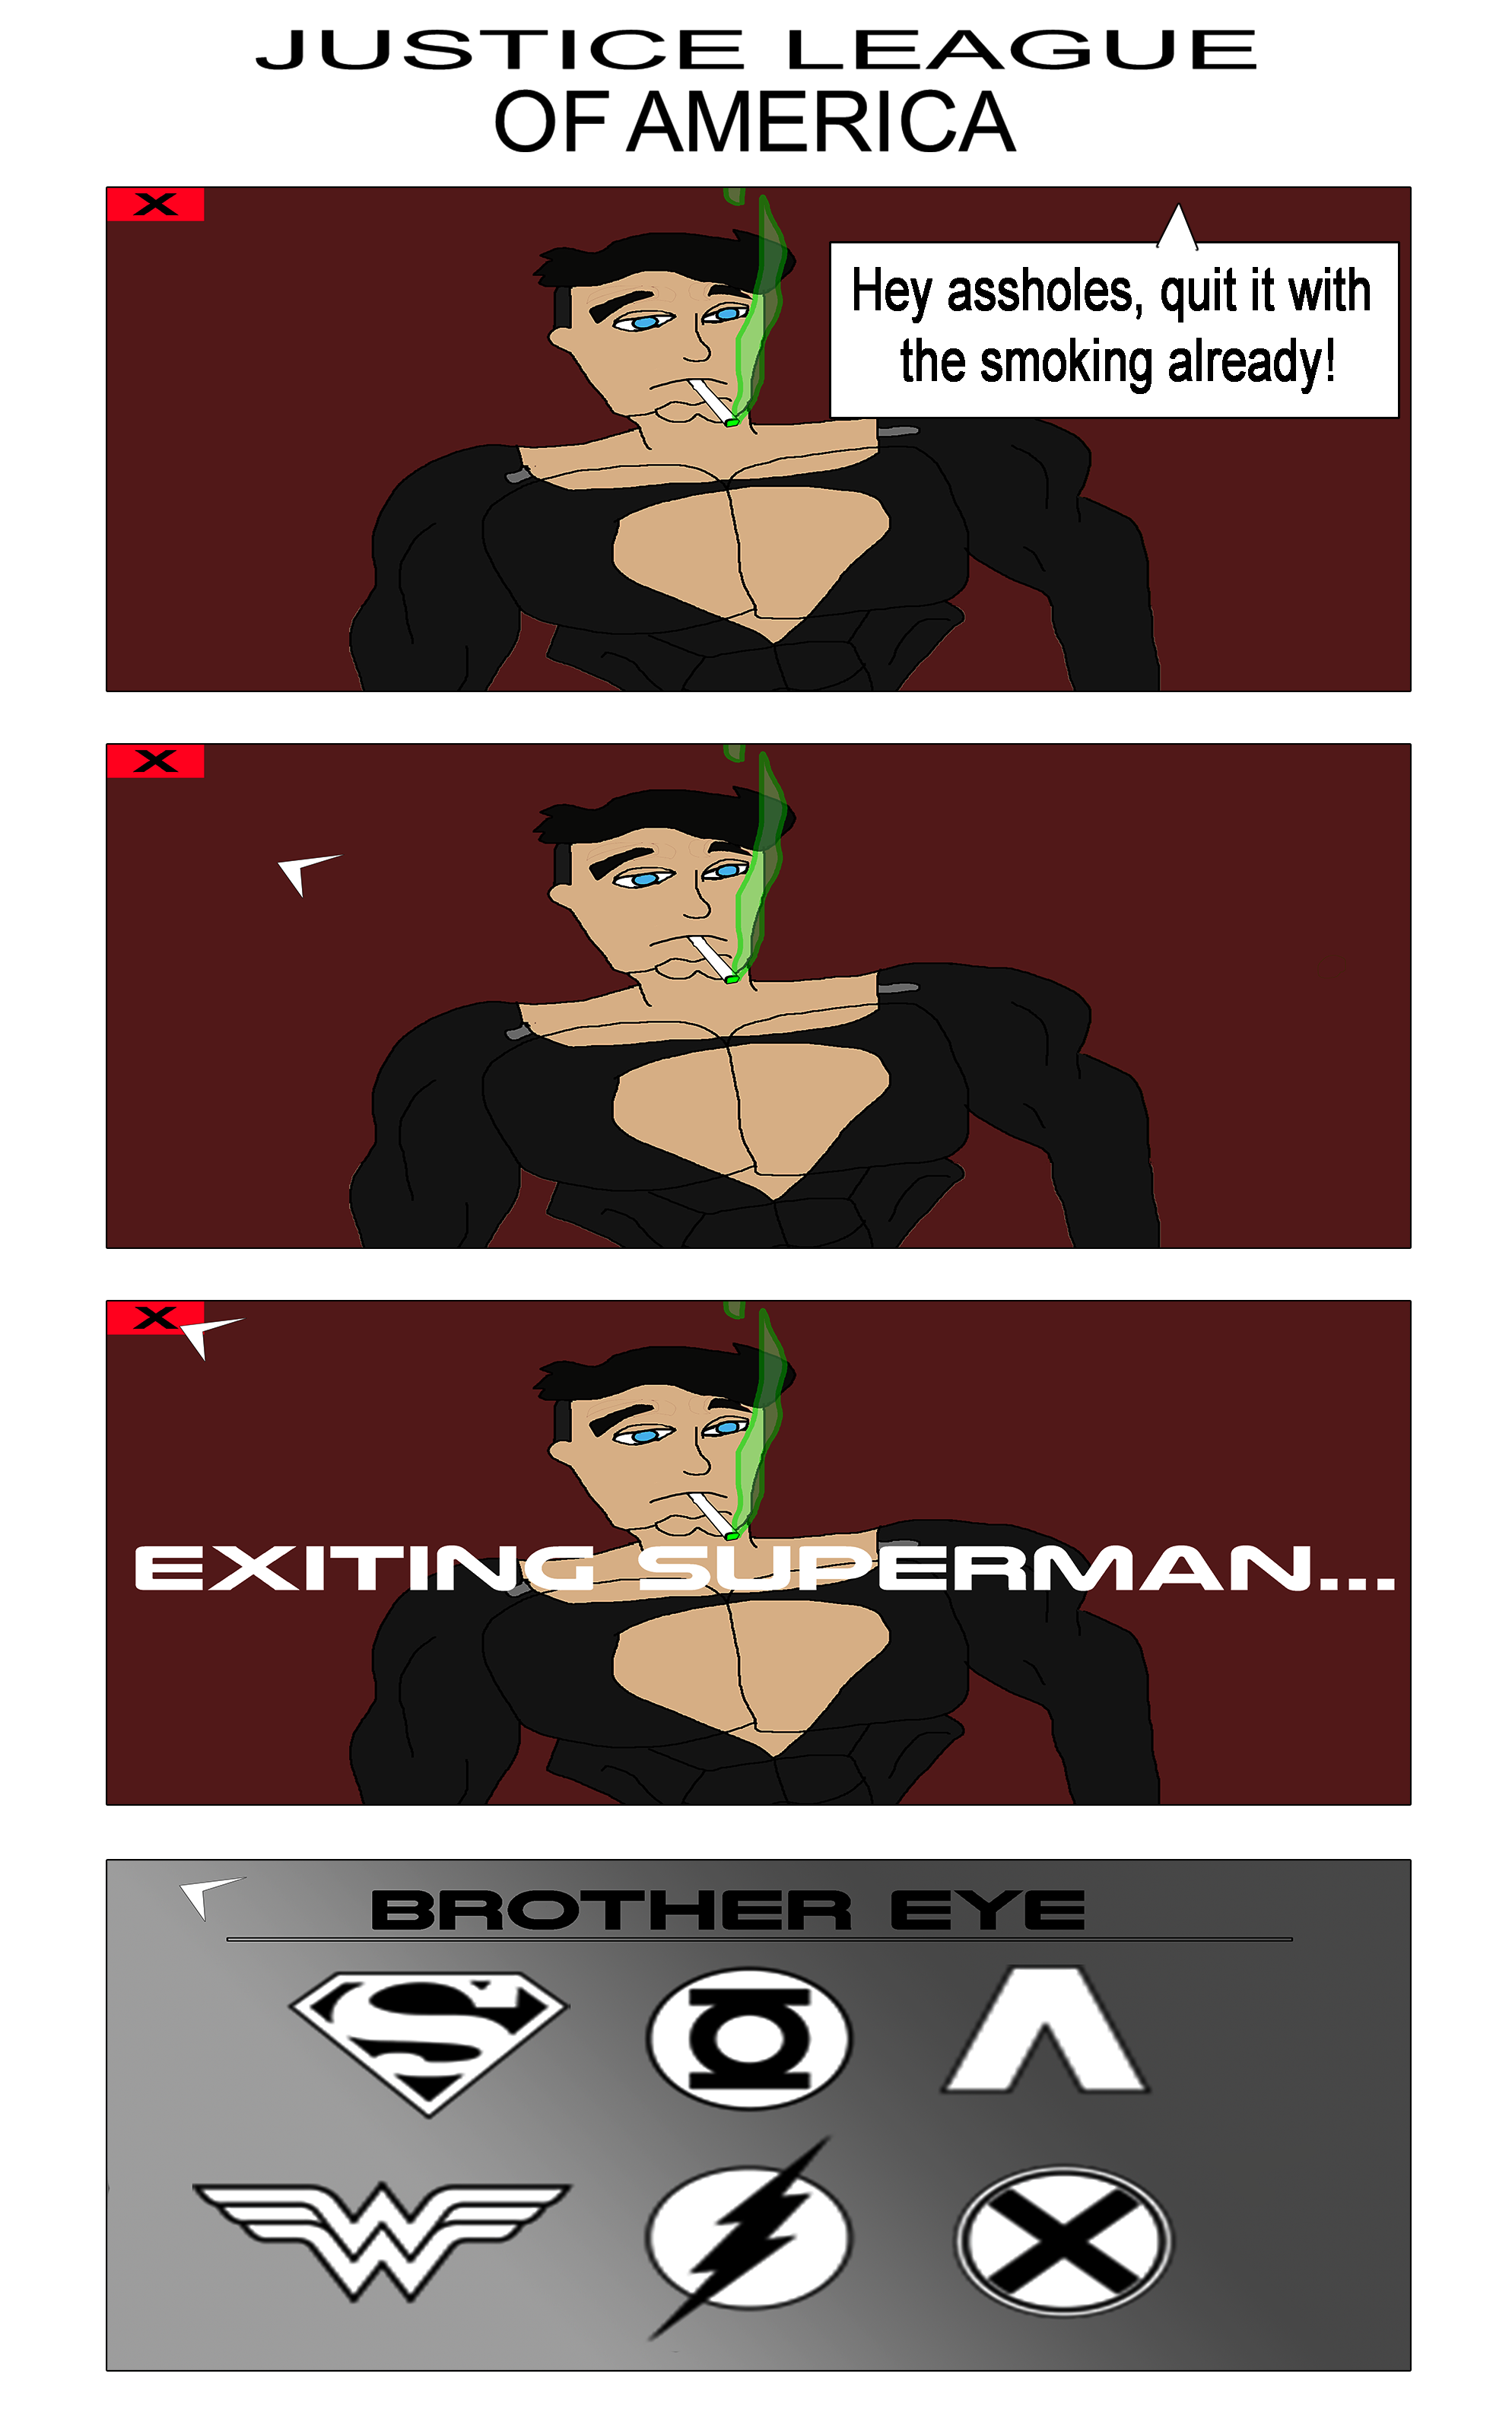 JUSTICE LEAGUE
OF AMERICA
X
Hey assholes, quit it with
the smoking already!
X
X
EXITING SUPERMAN...
BROTHER EYE